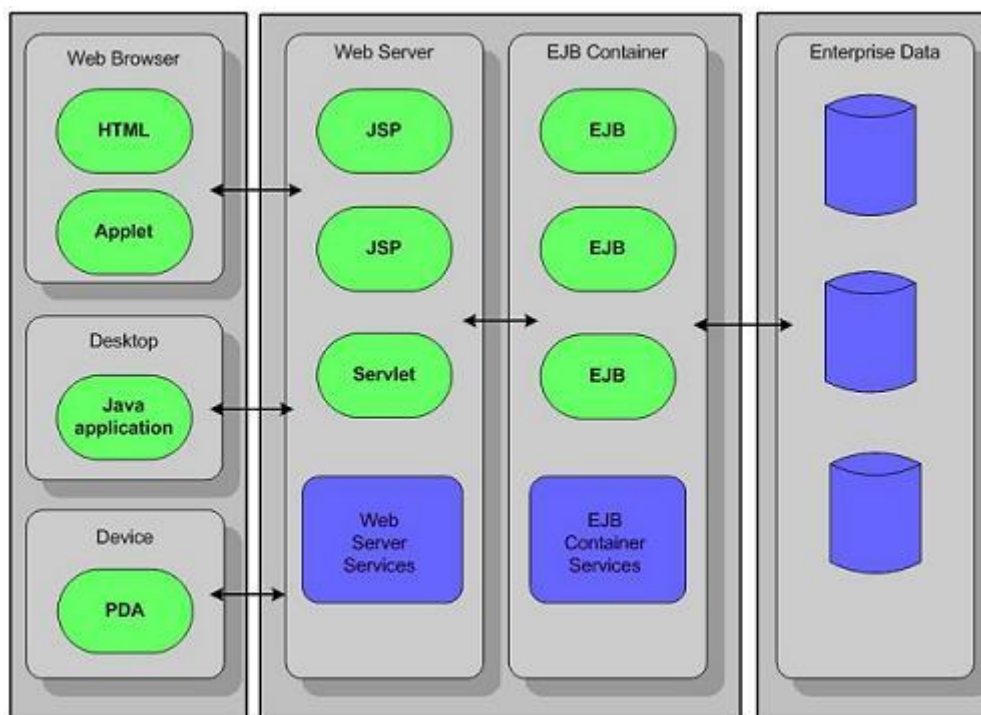 Web Browser
HTML
Applet
Desktop
Java
application
Device
PDA
Web Server
JSP
JSP
Servlet
Web
Server
Services
EJB Container
EJB
EJB
EJB
EJB
Container
Services
Enterprise Data